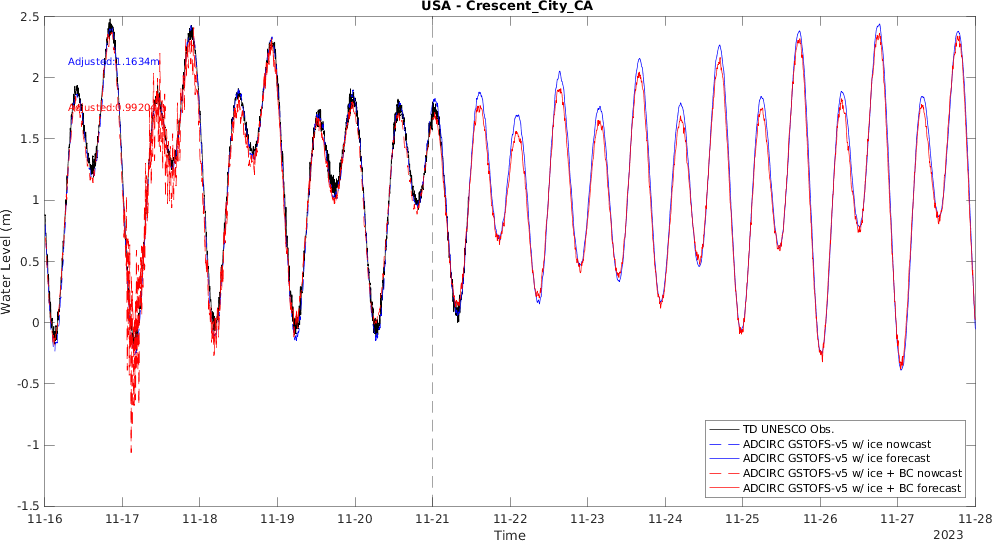 USA - Crescent_City_CA
2.5
Adjusted:1.1634m
2
Adjusted:0.9920
1.5
1
0.5
0
-0.5
-1
-1.5
Water Level (m)
TD UNESCO Obs.
ADCIRC GSTOFS-v5 w/ ice nowcast
ADCIRC GSTOFS-v5 w/ ice forecast
ADCIRC GSTOFS-v5 w/ ice + BC nowcast
ADCIRC GSTOFS-v5 w/ ice + BC forecast
11-16 11-17 11-18 11-19 11-20 11-21 11-22 11-23 11-24 11-25 11-26 11-27 11-28
Time
2023